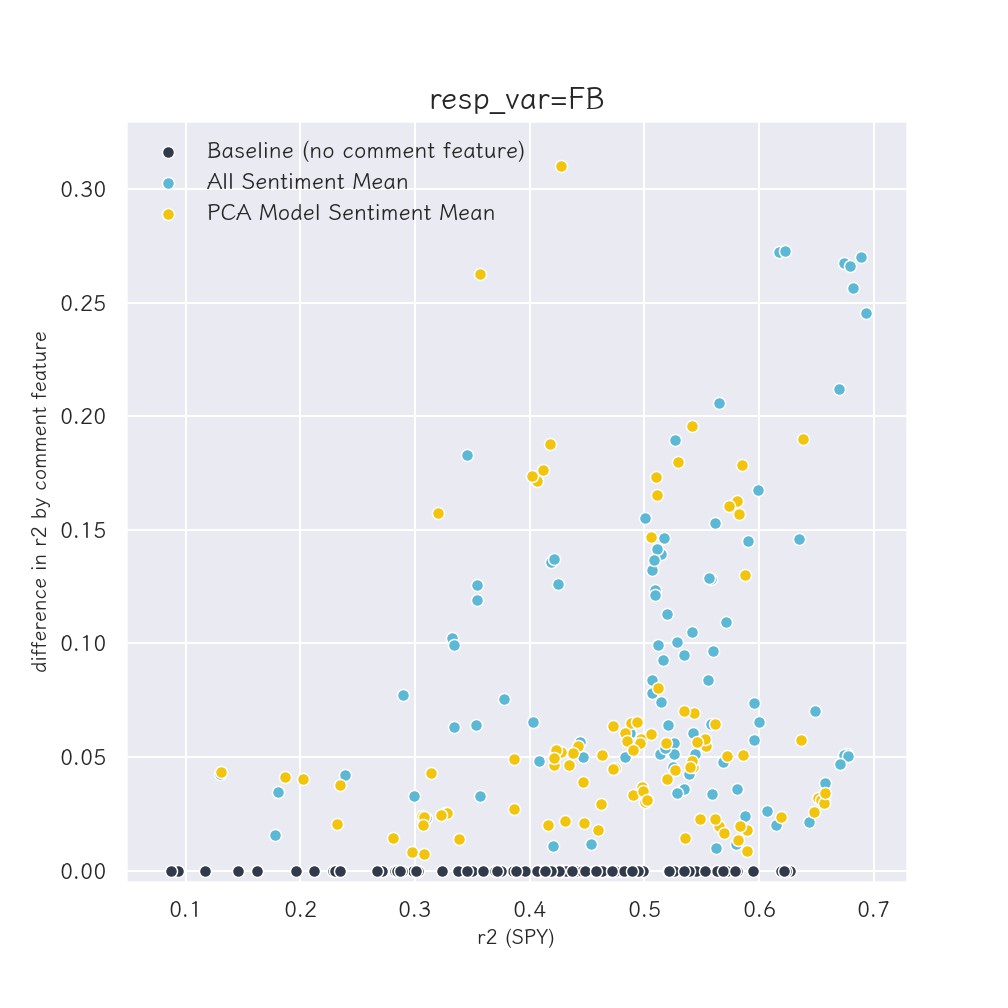 resp_var=FB
Baseline (no comment feature)
All Sentiment Mean
PCA Model Sentiment Mean
difference in r2 by comment feature
0.30
0.25
0.20
0.15
0.10
0.05
0.00
0.1 0.2 0.3 0.4 0.5 0.6 0.7
r2 (SPY)